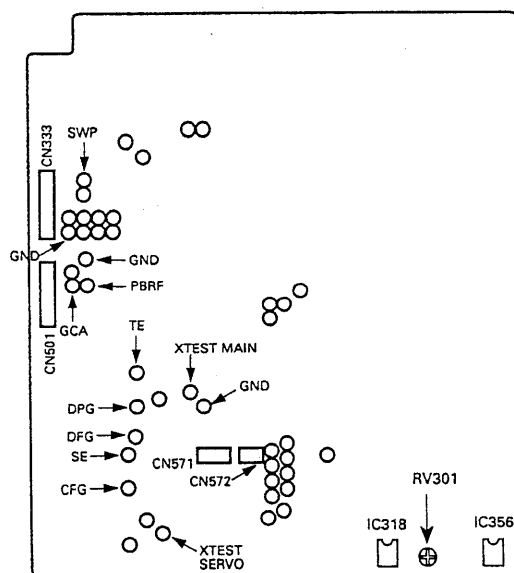 SWP
CN333
GND
GND
PBRF
GCA
CN501
TE
XTEST MAIN
GND
DPG
DFG
SE
CN571
CN572
CFG
RV301
XTEST
SERVO
IC318
IC356